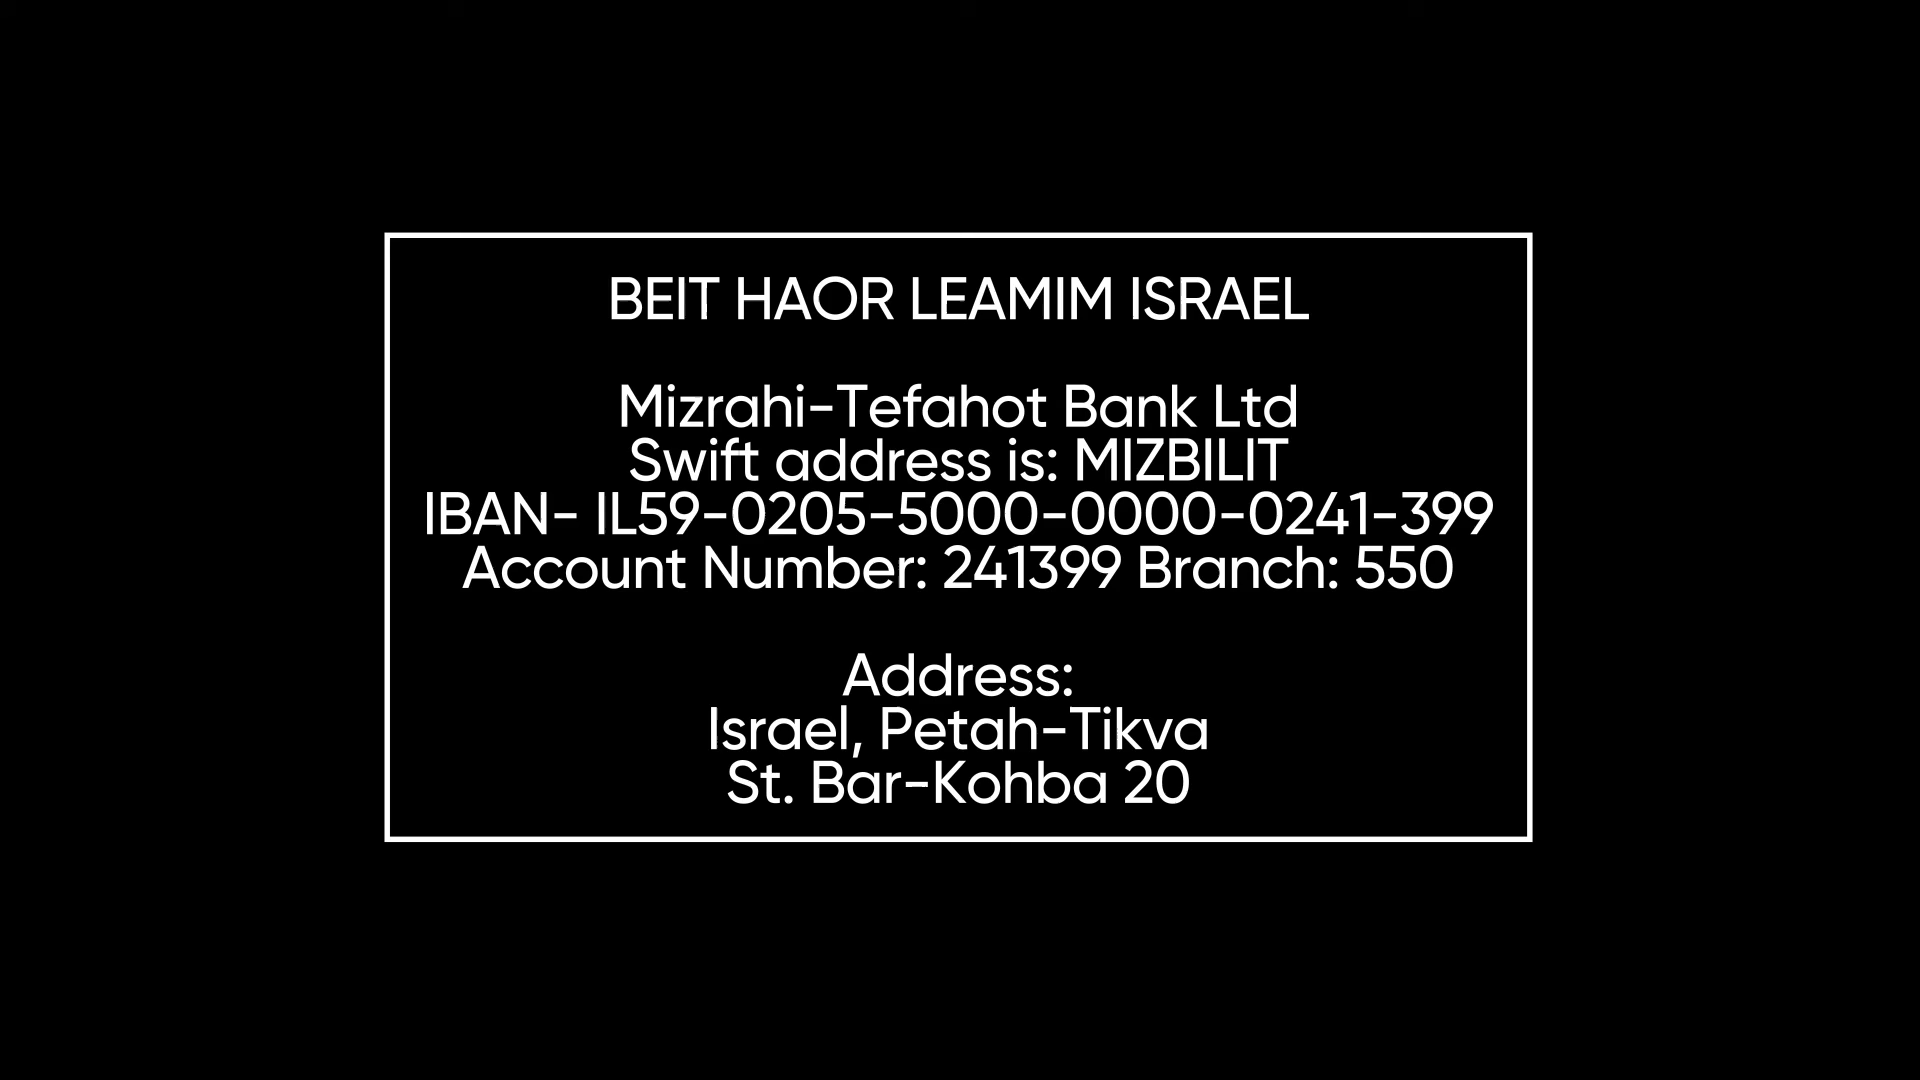 BEIT HAOR LEAMIM ISRAEL
Mizrahi-Tefahot Bank Ltd
Swift address is: MIZBILIT
IBAN- IL59-0205-5000-0000-0241-399
Account Number: 241399 Branch: 550
Address:
Israel, Petah-Tikva
St. Bar-Kohba 20